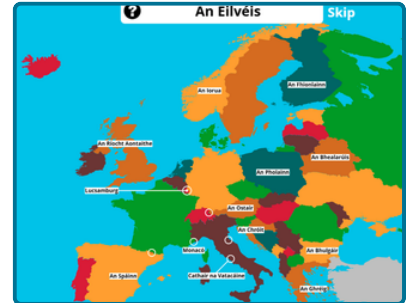 ? An Eilvéis Skip
An Fhionlainn
An Iorua
An Ríocht Aontaithe
An Bhealarúis
An Pholainn
Lucsamburg
An Ostair
An Chróit
Monacó
An Bhulgáir
Cathair na Vatacáine
An Spáinn
An Ghréig